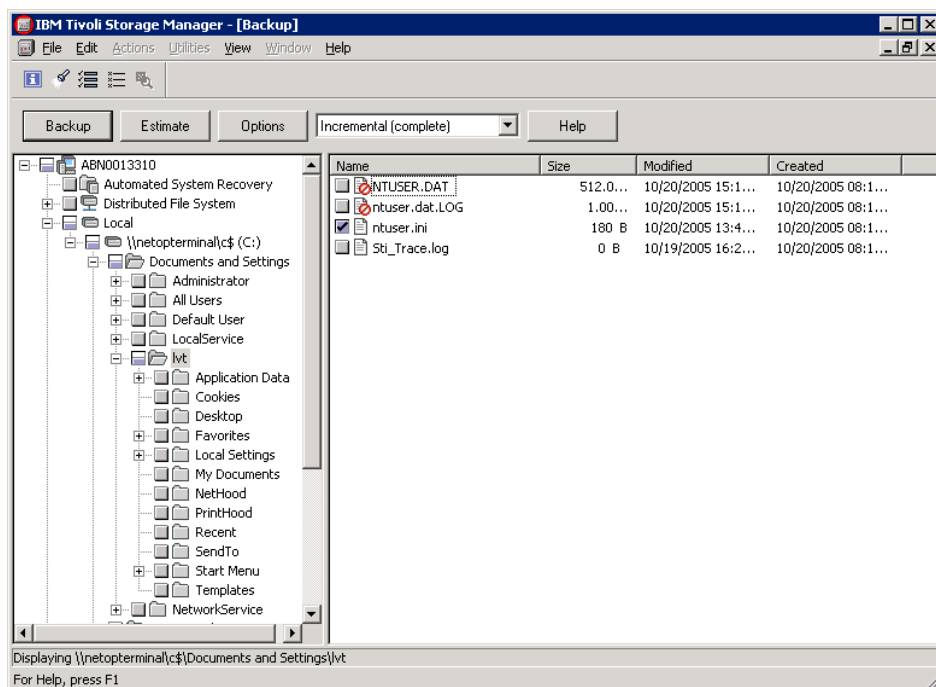 IBM Tivoli Storage Manager - [Backup]
File Edit Actions Utilities View Window Help
Backup Estimate Options Incremental (complete) Help
ABN0013310
Automated System Recovery
Distributed File System
Local
\\netopterminal\c$ (C:)
Documents and Settings
Administrator
All Users
Default User
LocalService
lvt
Application Data
Cookies
Desktop
Favorites
Local Settings
My Documents
NetHood
PrintHood
Recent
SendTo
Start Menu
Templates
NetworkService
Name Size Modified Created
NTUSER.DAT 512.0... 10/20/2005 15:1... 10/20/2005 08:1...
ntuser.dat.LOG 1.00... 10/20/2005 15:1... 10/20/2005 08:1...
ntuser.ini 180 B 10/20/2005 13:4... 10/20/2005 08:1...
Sti_Trace.log 0 B 10/19/2005 16:2... 10/20/2005 08:1...
Displaying \\netopterminal\c$\Documents and Settings\lvt
For Help, press F1